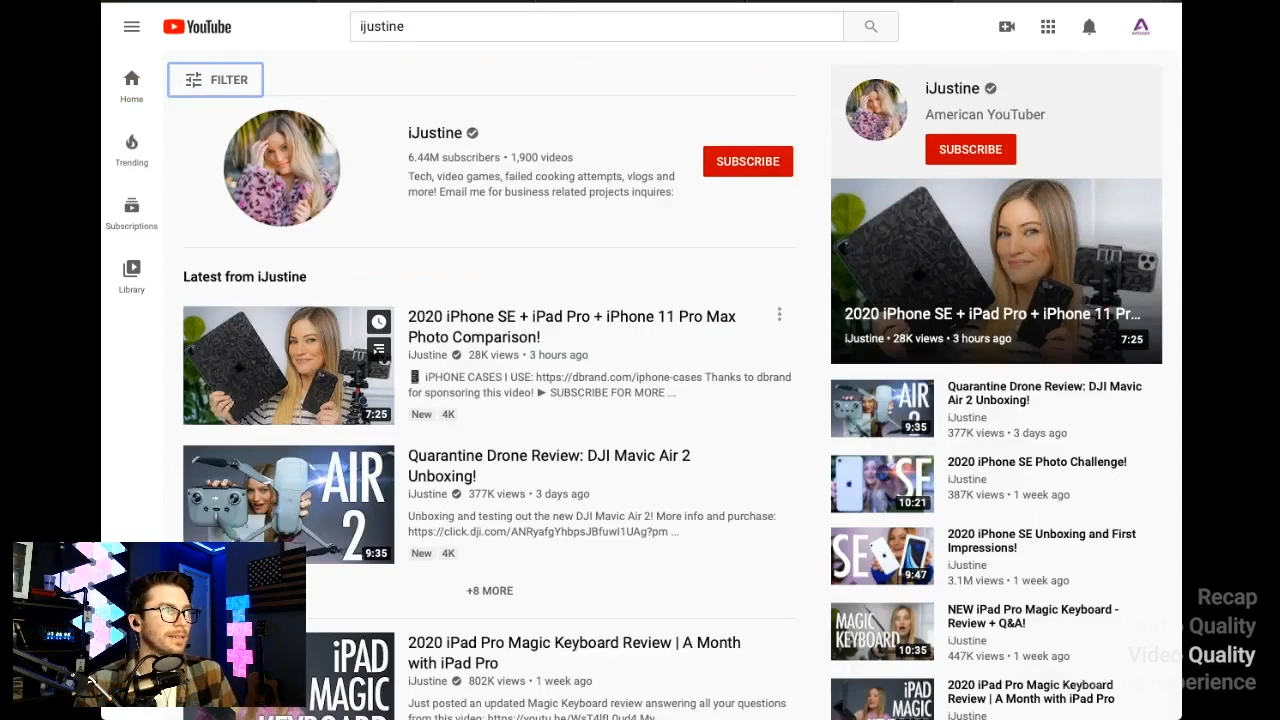 YouTube
ijustine
APOGEE
Home
Trending
Subscriptions
Library
FILTER
iJustine
6.44M subscribers • 1,900 videos
Tech, video games, failed cooking attempts, vlogs and
more! Email me for business related projects inquires:
SUBSCRIBE
Latest from iJustine
7:25
2020 iPhone SE + iPad Pro + iPhone 11 Pro Max
Photo Comparison!
iJustine 28K views • 3 hours ago
📱 iPHONE CASES I USE: https://dbrand.com/iphone-cases Thanks to dbrand
for sponsoring this video! ► SUBSCRIBE FOR MORE ...
New 4K
AIR
2
9:35
Quarantine Drone Review: DJI Mavic Air 2
Unboxing!
iJustine 377K views • 3 days ago
Unboxing and testing out the new DJI Mavic Air 2! More info and purchase:
https://click.dji.com/ANRyafgYhbpsJBfuwI1UAg?pm ...
New 4K
+8 MORE
iPAD
MAGIC
2020 iPad Pro Magic Keyboard Review | A Month
with iPad Pro
iJustine 802K views • 1 week ago
Just posted an updated Magic Keyboard review answering all your questions
iJustine
American YouTuber
SUBSCRIBE
2020 iPhone SE + iPad Pro + iPhone 11 Pr...
iJustine • 28K views • 3 hours ago
7:25
AIR
2
9:35
Quarantine Drone Review: DJI Mavic
Air 2 Unboxing!
iJustine
377K views • 3 days ago
SE
10:21
2020 iPhone SE Photo Challenge!
iJustine
387K views • 1 week ago
SE
9:47
2020 iPhone SE Unboxing and First
Impressions!
iJustine
3.1M views • 1 week ago
MAGIC
KEYBOARD
10:35
NEW iPad Pro Magic Keyboard -
Review + Q&A!
iJustine
447K views • 1 week ago
iPAD
MAGIC
2020 iPad Pro Magic Keyboard
Review | A Month with iPad Pro
iJustine
Recap
Quality
Video Quality